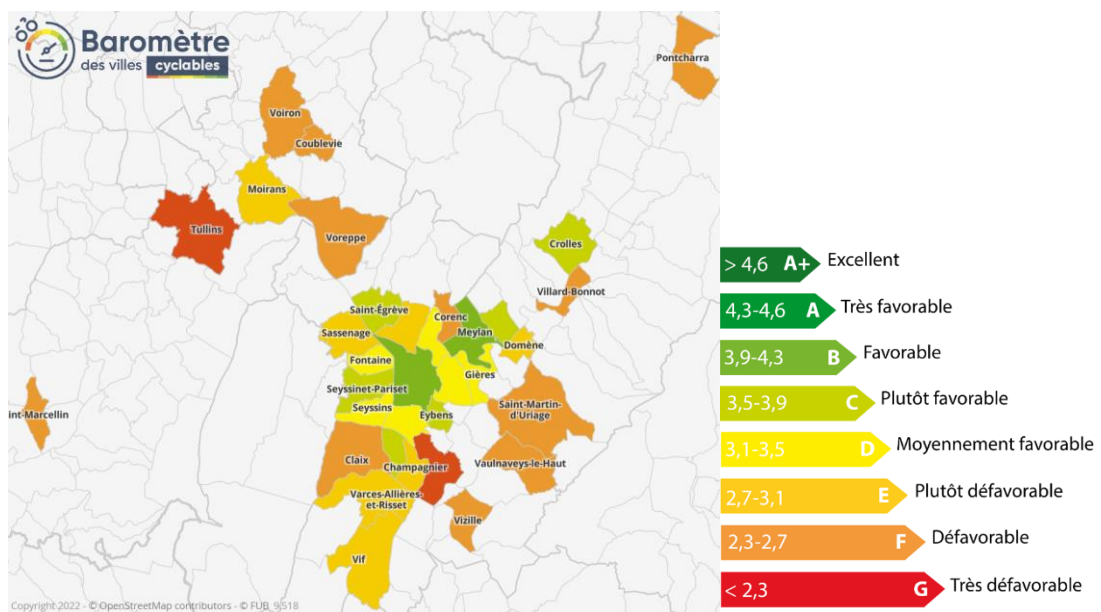 Baromètre
des villes cyclables
Pontcharra
Voiron
Coublevie
Moirans
Tullins
Voreppe
Crolles
Villard-Bonnot
Saint-Égrève
Corenc
Sassenage
Meylan
Domène
Fontaine
Gières
Seyssinet-Pariset
Seyssins
Eybens
Saint-Martin-
d'Uriage
int-Marcellin
Claix
Champagnier
Vaulnaveys-le-Haut
Varces-Allières-
et-Risset
Vizille
Vif
Copyright 2022 - © OpenStreetMap contributors - © FUB 9,518
> 4,6 A+ Excellent
4,3-4,6 A Très favorable
3,9-4,3 B Favorable
3,5-3,9 C Plutôt favorable
3,1-3,5 D Moyennement favorable
2,7-3,1 E Plutôt défavorable
2,3-2,7 F Défavorable
< 2,3 G Très défavorable